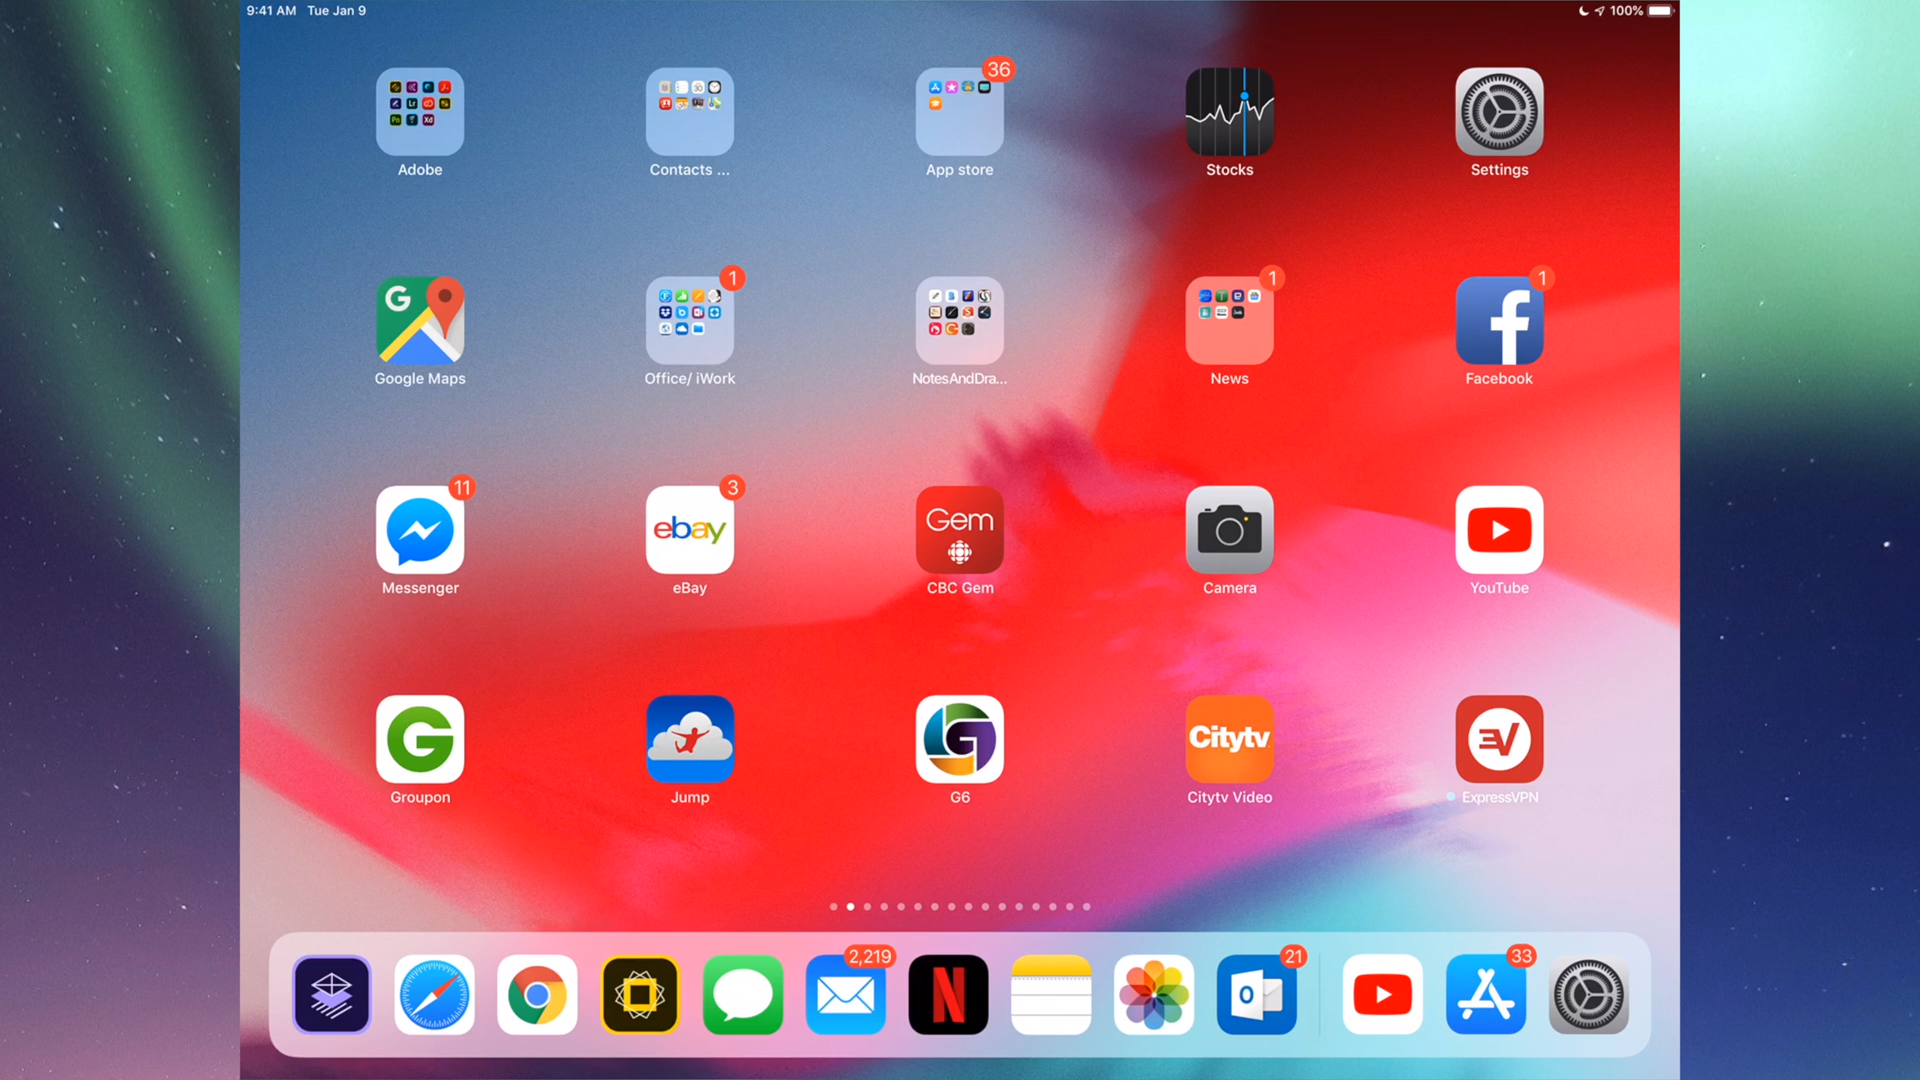 9:41 AM Tue Jan 9
100%
36
Adobe
Contacts ...
App store
Stocks
Settings
1
1
1
Google Maps
Office/ iWork
NotesAndDra...
News
Facebook
11
3
ebay
Gem
Messenger
eBay
CBC Gem
Camera
YouTube
Citytv
Groupon
Jump
G6
Citytv Video
ExpressVPN
2,219
21
33